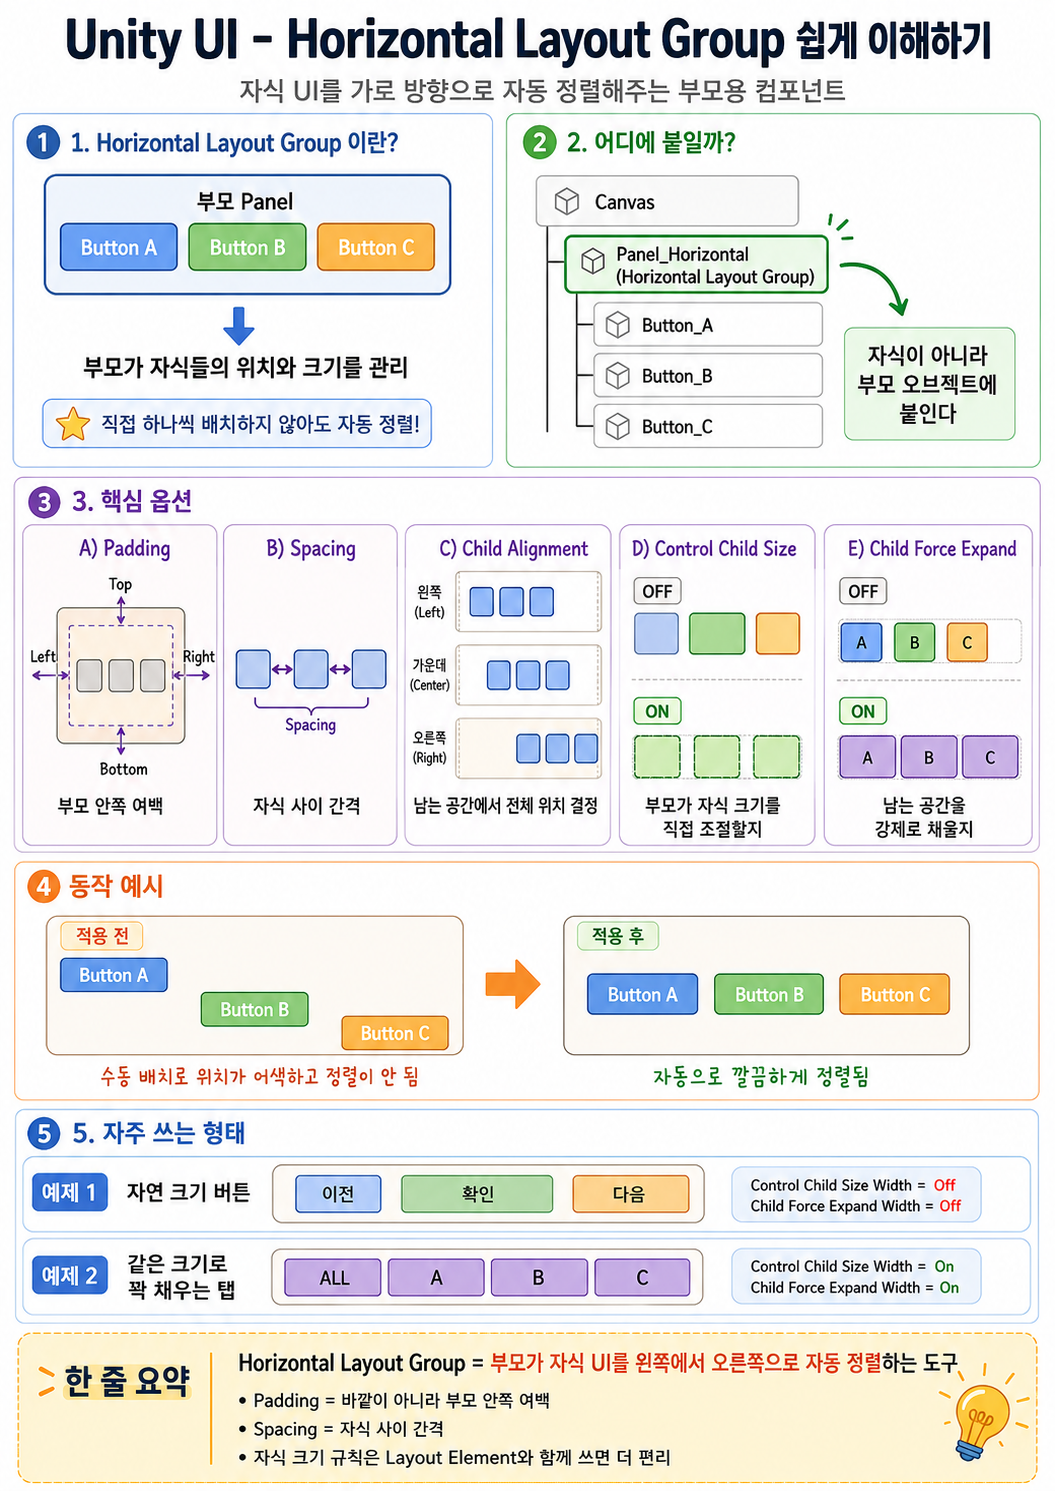 Unity UI - Horizontal Layout Group 쉽게 이해하기
자식 UI를 가로 방향으로 자동 정렬해주는 부모용 컴포넌트
1 1. Horizontal Layout Group 이란?
부모 Panel
Button A Button B Button C
부모가 자식들의 위치와 크기를 관리
직접 하나씩 배치하지 않아도 자동 정렬!
2 2. 어디에 붙일까?
Canvas
Panel_Horizontal
(Horizontal Layout Group)
Button_A
Button_B
Button_C
자식이 아니라
부모 오브젝트에
붙인다
3 3. 핵심 옵션
A) Padding
Top
Left Right
Bottom
부모 안쪽 여백
B) Spacing
Spacing
자식 사이 간격
C) Child Alignment
왼쪽
(Left)
가운데
(Center)
오른쪽
(Right)
남는 공간에서 전체 위치 결정
D) Control Child Size
OFF
ON
부모가 자식 크기를
직접 조절할지
E) Child Force Expand
OFF
A B C
ON
A B C
남는 공간을
강제로 채울지
4 동작 예시
적용 전
Button A
Button B
Button C
수동 배치로 위치가 어색하고 정렬이 안 됨
적용 후
Button A Button B Button C
자동으로 깔끔하게 정렬됨
5 5. 자주 쓰는 형태
예제 1 자연 크기 버튼
이전 확인 다음
Control Child Size Width = Off
Child Force Expand Width = Off
예제 2
같은 크기로
꽉 채우는 탭
ALL A B C
Control Child Size Width = On
Child Force Expand Width = On
한 줄 요약
Horizontal Layout Group = 부모가 자식 UI를 왼쪽에서 오른쪽으로 자동 정렬하는 도구
• Padding = 바깥이 아니라 부모 안쪽 여백
• Spacing = 자식 사이 간격
• 자식 크기 규칙은 Layout Element와 함께 쓰면 더 편리